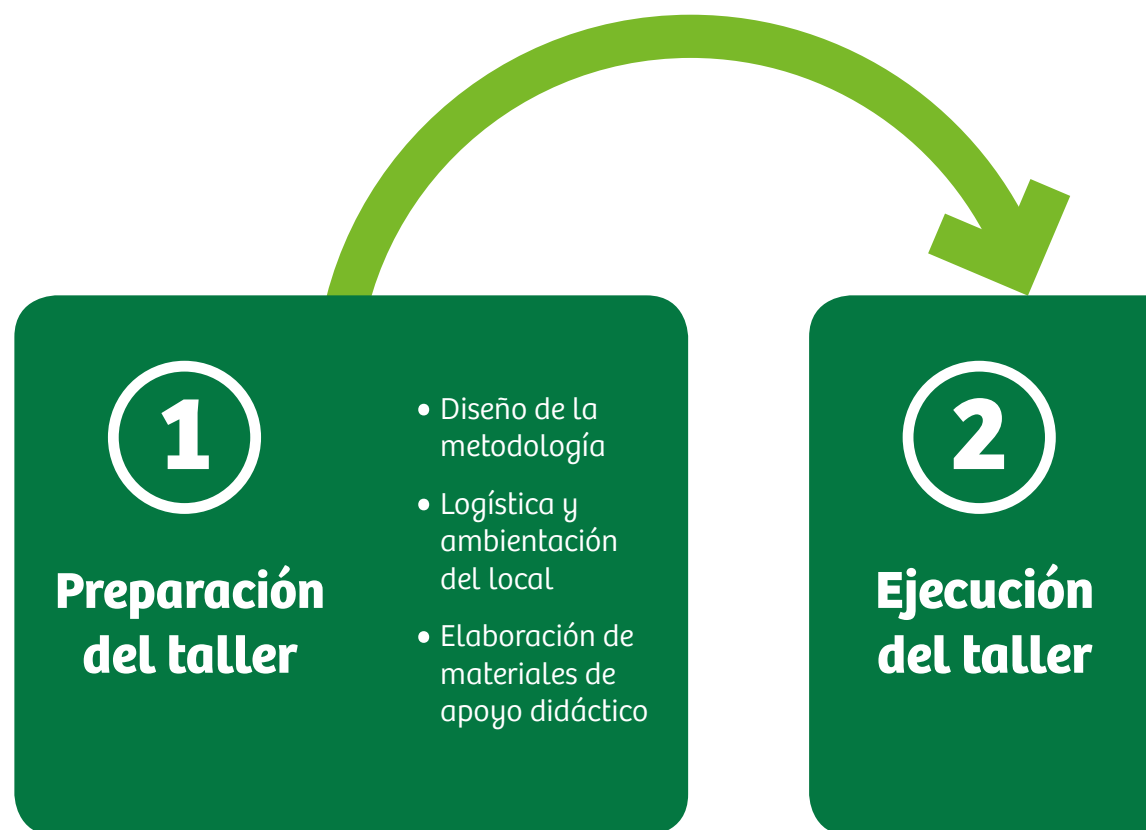 1
Preparación
del taller
• Diseño de la
metodología
• Logística y
ambientación
del local
• Elaboración de
materiales de
apoyo didáctico
2
Ejecución
del taller